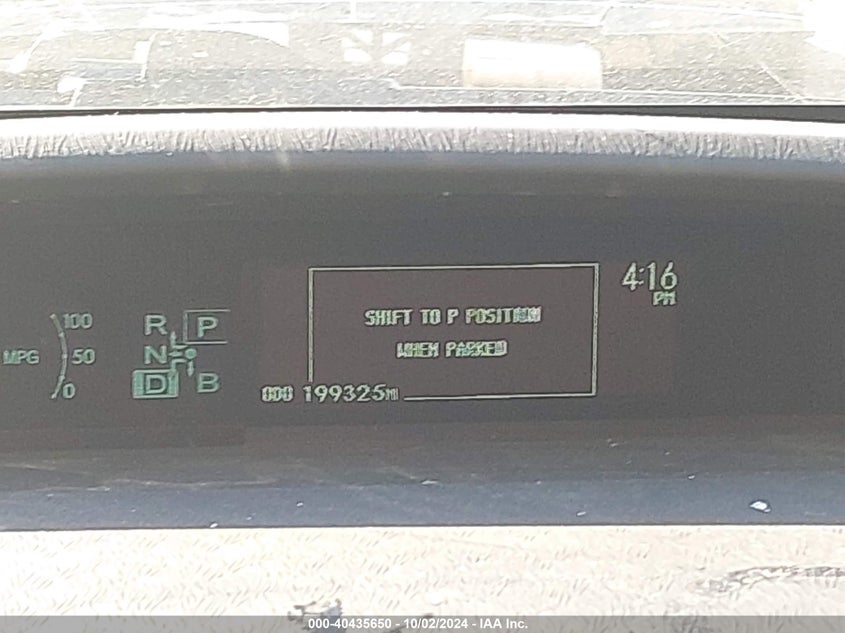 4:16
PM
SHIFT TO P POSITION
WHEN PARKED
100
MPG 50
0
R P
N
D B
ODO 199325MI
000-40435650 - 10/02/2024 - IAA Inc.